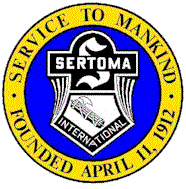 · SERVICE TO MANKIND ·
S
SERTOMA
INTERNATIONAL
FOUNDED APRIL 11, 1912